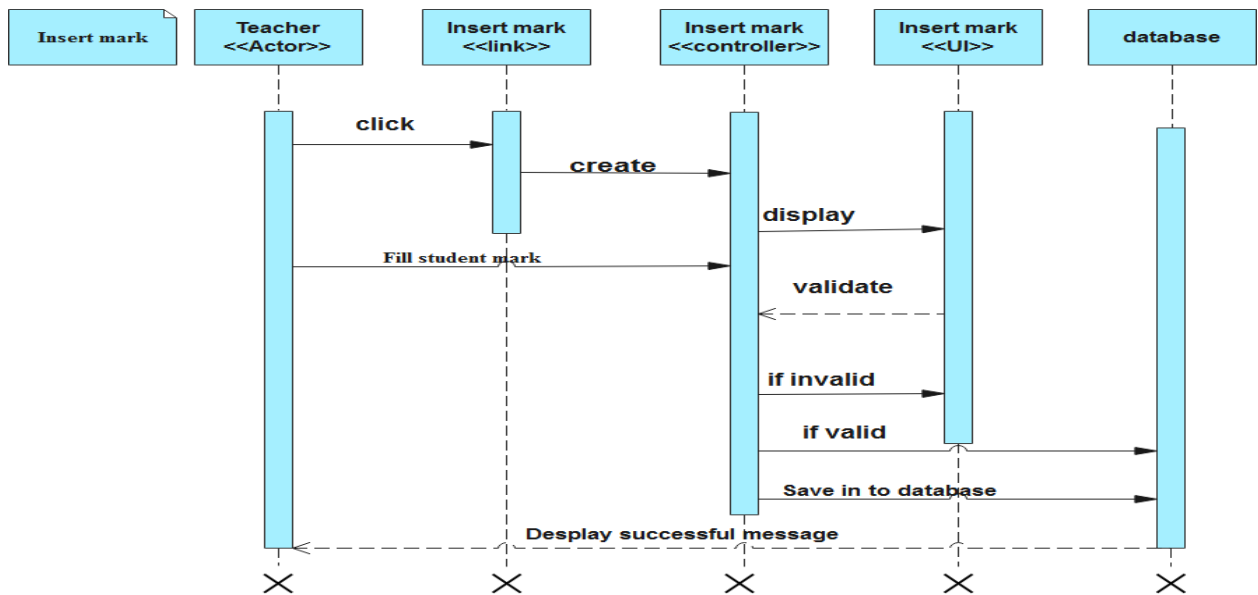 Insert mark
Teacher
<<Actor>>
Insert mark
<<link>>
Insert mark
<<controller>>
Insert mark
<<UI>>
database
click
create
display
Fill student mark
validate
if invalid
if valid
Save in to database
Desplay successful message